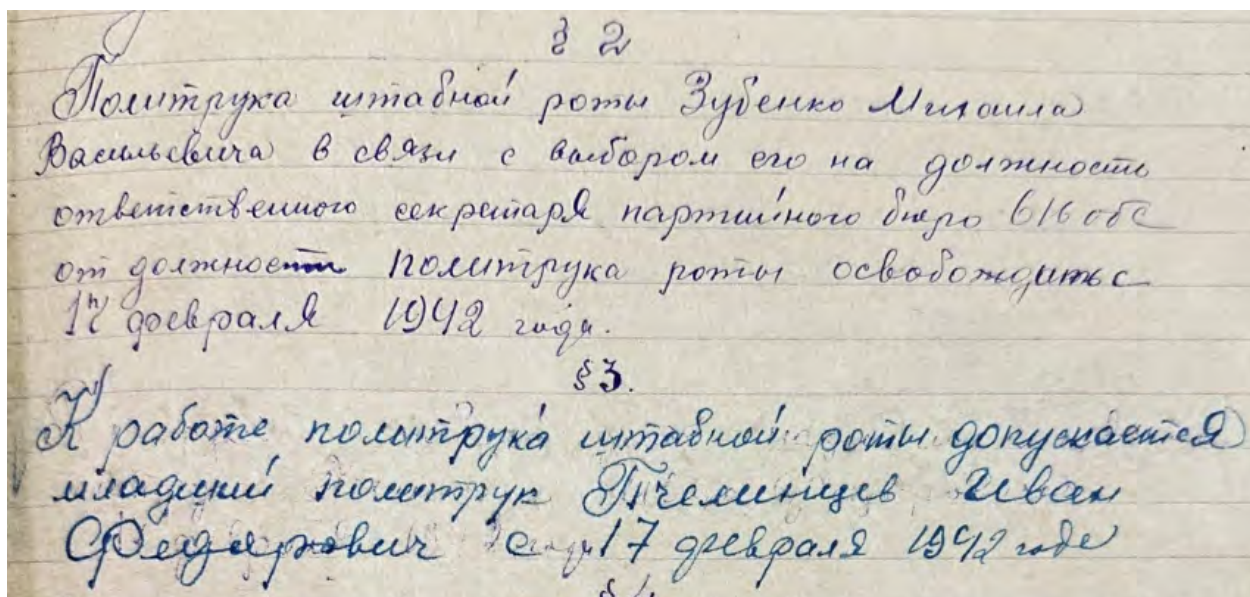 § 2
Политрука штабной роты Зубенко Михаила
Васильевича в связи с выбором его на должность
ответственного секретаря партийного бюро 616 обс
от должности политрука роты освободждить с
17 февраля 1942 года.
§ 3.
К работе политрука штабной роты допускается
младший политрук Пчелинцев Иван
Федорович с 17 февраля 1942 года